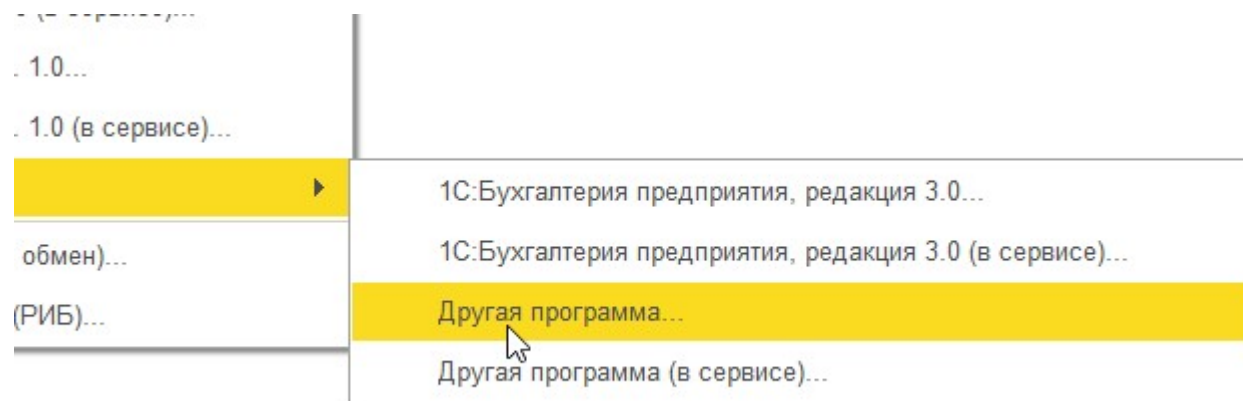 . 1.0...
. 1.0 (в сервисе)...
1С:Бухгалтерия предприятия, редакция 3.0...
обмен)...
1С:Бухгалтерия предприятия, редакция 3.0 (в сервисе)...
(РИБ)...
Другая программа...
Другая программа (в сервисе)...